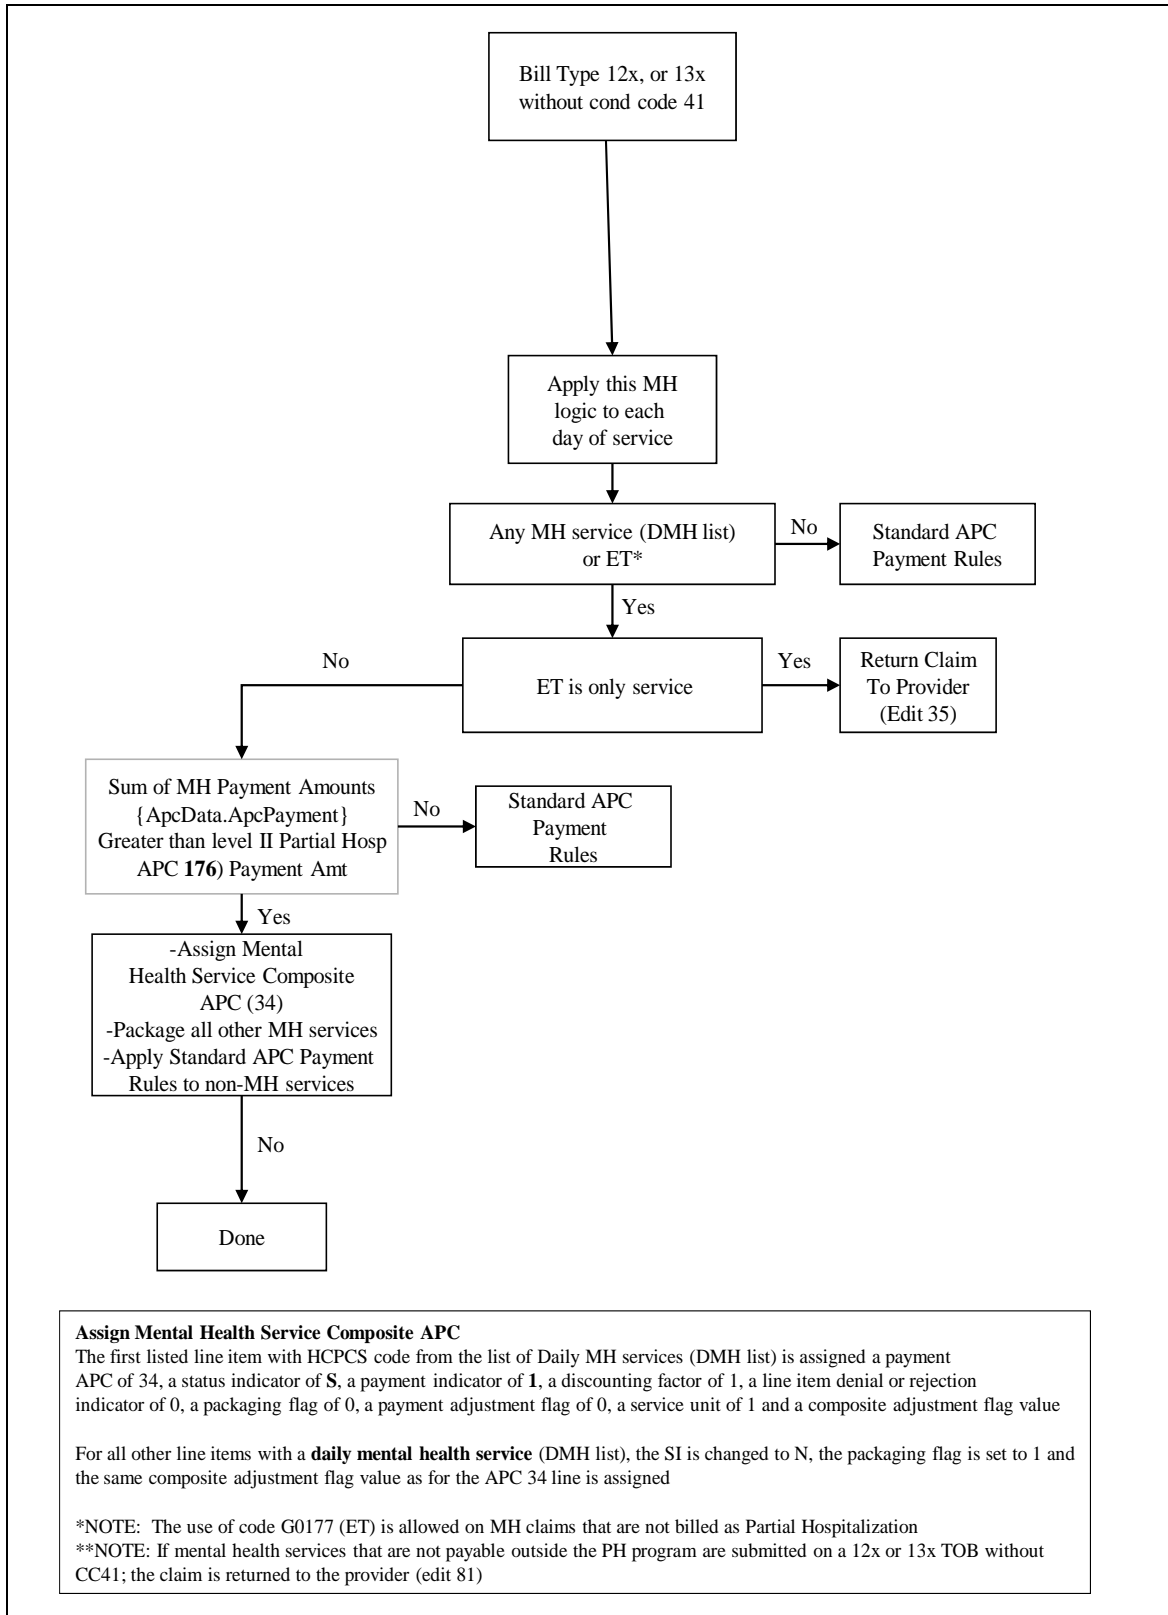 Bill Type 12x, or 13x
without cond code 41
Apply this MH
logic to each
day of service
Any MH service (DMH list)
or ET*
No
Standard APC
Payment Rules
Yes
No
ET is only service
Yes
Return Claim
To Provider
(Edit 35)
Sum of MH Payment Amounts
{ApcData.ApcPayment}
Greater than level II Partial Hosp
APC 176) Payment Amt
No
Standard APC
Payment
Rules
Yes
-Assign Mental
Health Service Composite
APC (34)
-Package all other MH services
-Apply Standard APC Payment
Rules to non-MH services
No
Done
Assign Mental Health Service Composite APC
The first listed line item with HCPCS code from the list of Daily MH services (DMH list) is assigned a payment
APC of 34, a status indicator of S, a payment indicator of 1, a discounting factor of 1, a line item denial or rejection
indicator of 0, a packaging flag of 0, a payment adjustment flag of 0, a service unit of 1 and a composite adjustment flag value
For all other line items with a daily mental health service (DMH list), the SI is changed to N, the packaging flag is set to 1 and
the same composite adjustment flag value as for the APC 34 line is assigned
*NOTE: The use of code G0177 (ET) is allowed on MH claims that are not billed as Partial Hospitalization
**NOTE: If mental health services that are not payable outside the PH program are submitted on a 12x or 13x TOB without
CC41; the claim is returned to the provider (edit 81)